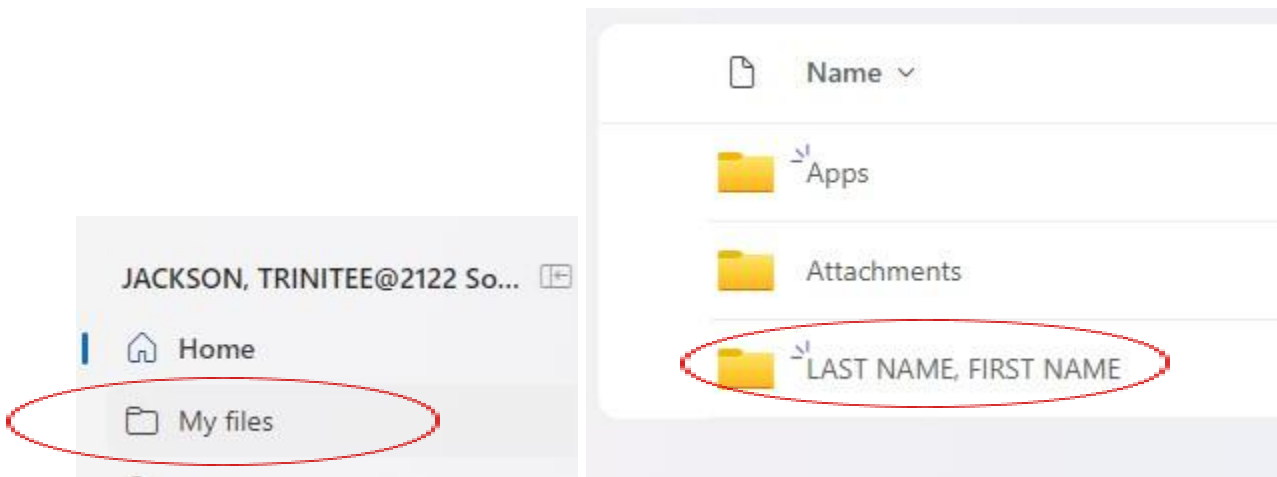 JACKSON, TRINITEE@2122 So...
Home
My files
Name
Apps
Attachments
LAST NAME, FIRST NAME